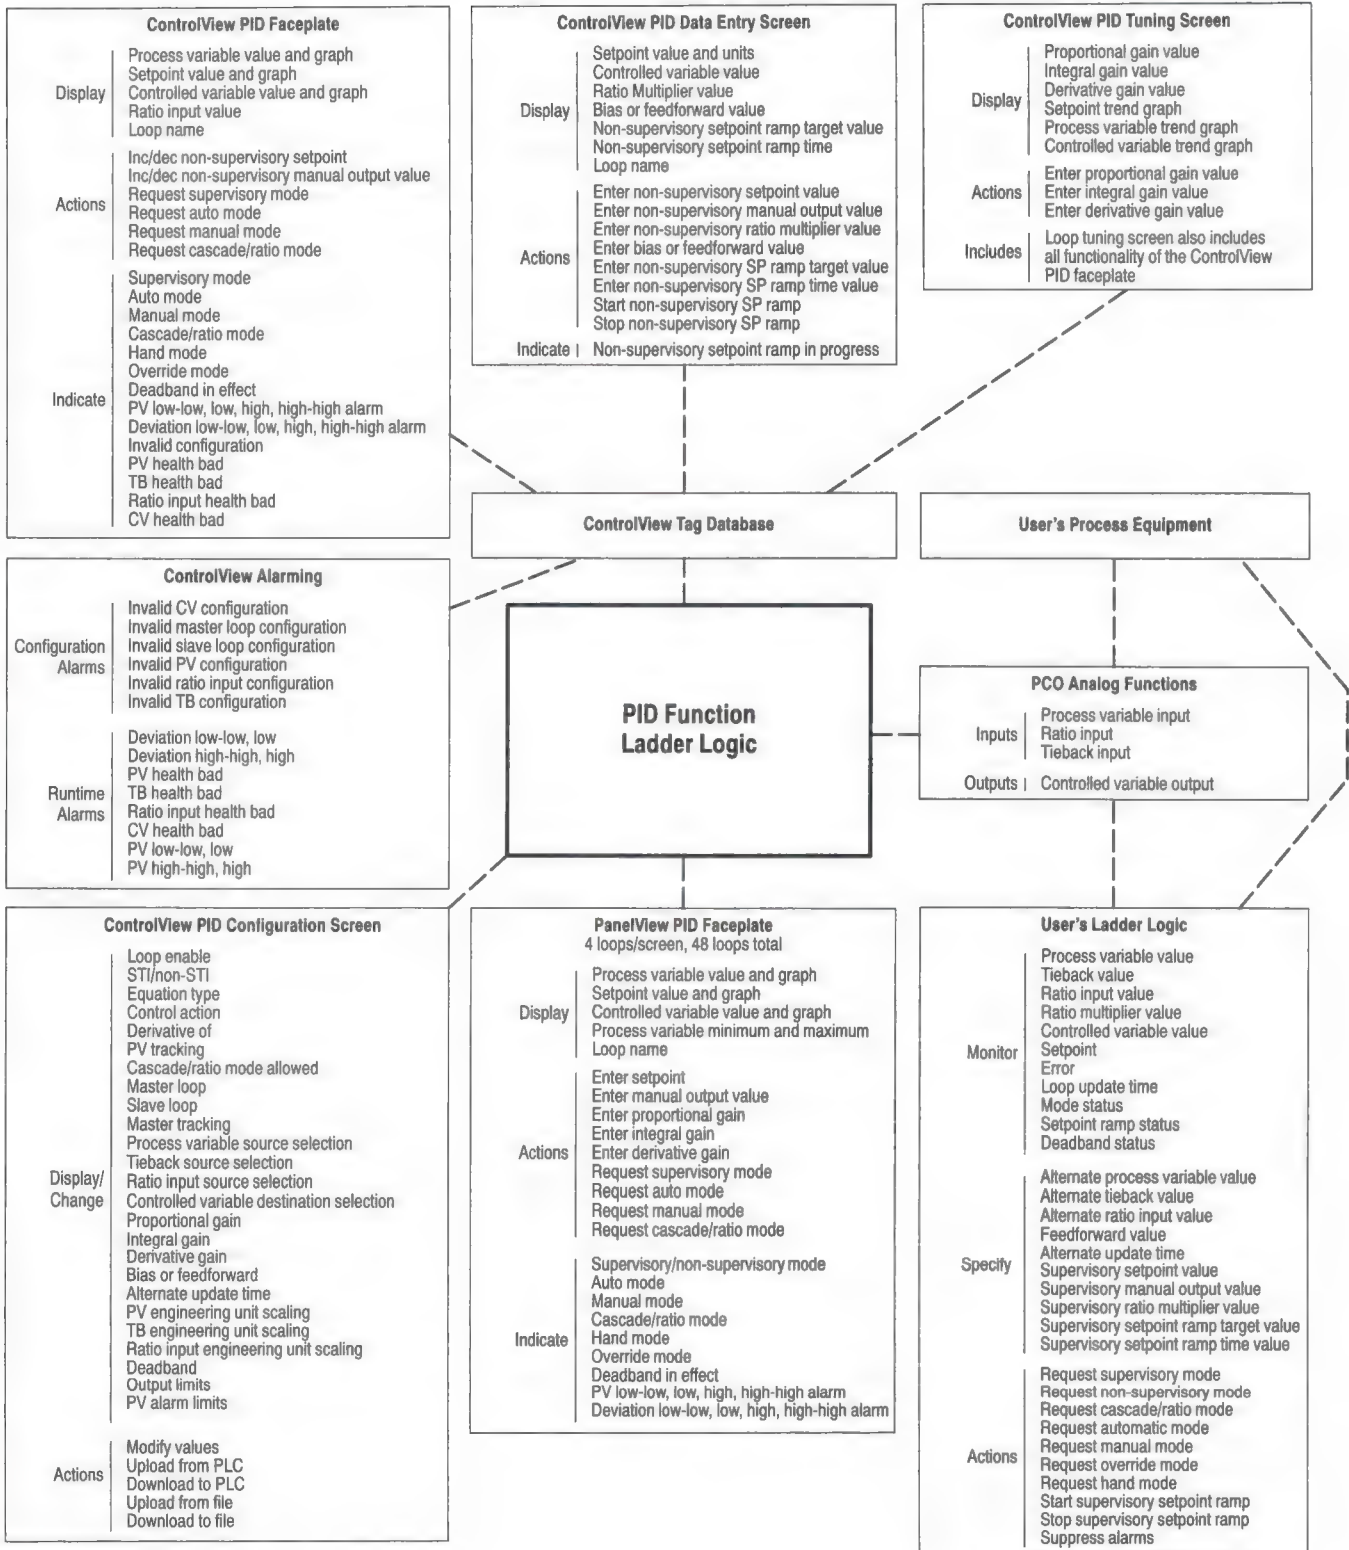 ControlView PID Faceplate
Display
Process variable value and graph
Setpoint value and graph
Controlled variable value and graph
Ratio input value
Loop name
Actions
Inc/dec non-supervisory setpoint
Inc/dec non-supervisory manual output value
Request supervisory mode
Request auto mode
Request manual mode
Request cascade/ratio mode
Indicate
Supervisory mode
Auto mode
Manual mode
Cascade/ratio mode
Hand mode
Override mode
Deadband in effect
PV low-low, low, high, high-high alarm
Deviation low-low, low, high, high-high alarm
Invalid configuration
PV health bad
TB health bad
Ratio input health bad
CV health bad
ControlView PID Data Entry Screen
Display
Setpoint value and units
Controlled variable value
Ratio Multiplier value
Bias or feedforward value
Non-supervisory setpoint ramp target value
Non-supervisory setpoint ramp time
Loop name
Actions
Enter non-supervisory setpoint value
Enter non-supervisory manual output value
Enter non-supervisory ratio multiplier value
Enter bias or feedforward value
Enter non-supervisory SP ramp target value
Enter non-supervisory SP ramp time value
Start non-supervisory SP ramp
Stop non-supervisory SP ramp
Indicate
Non-supervisory setpoint ramp in progress
ControlView PID Tuning Screen
Display
Proportional gain value
Integral gain value
Derivative gain value
Setpoint trend graph
Process variable trend graph
Controlled variable trend graph
Actions
Enter proportional gain value
Enter integral gain value
Enter derivative gain value
Includes
Loop tuning screen also includes
all functionality of the ControlView
PID faceplate
ControlView Tag Database
User's Process Equipment
ControlView Alarming
Configuration
Alarms
Invalid CV configuration
Invalid master loop configuration
Invalid slave loop configuration
Invalid PV configuration
Invalid ratio input configuration
Invalid TB configuration
Runtime
Alarms
Deviation low-low, low
Deviation high-high, high
PV health bad
TB health bad
Ratio input health bad
CV health bad
PV low-low, low
PV high-high, high
PID Function
Ladder Logic
PCO Analog Functions
Inputs
Process variable input
Ratio input
Tieback input
Outputs
Controlled variable output
ControlView PID Configuration Screen
Display/
Change
Loop enable
STI/non-STI
Equation type
Control action
Derivative of
PV tracking
Cascade/ratio mode allowed
Master loop
Slave loop
Master tracking
Process variable source selection
Tieback source selection
Ratio input source selection
Controlled variable destination selection
Proportional gain
Integral gain
Derivative gain
Bias or feedforward
Alternate update time
PV engineering unit scaling
TB engineering unit scaling
Ratio input engineering unit scaling
Deadband
Output limits
PV alarm limits
Actions
Modify values
Upload from PLC
Download to PLC
Upload from file
Download to file
PanelView PID Faceplate
4 loops/screen, 48 loops total
Display
Process variable value and graph
Setpoint value and graph
Controlled variable value and graph
Process variable minimum and maximum
Loop name
Actions
Enter setpoint
Enter manual output value
Enter proportional gain
Enter integral gain
Enter derivative gain
Request supervisory mode
Request auto mode
Request manual mode
Request cascade/ratio mode
Indicate
Supervisory/non-supervisory mode
Auto mode
Manual mode
Cascade/ratio mode
Hand mode
Override mode
Deadband in effect
PV low-low, low, high, high-high alarm
Deviation low-low, low, high, high-high alarm
User's Ladder Logic
Monitor
Process variable value
Tieback value
Ratio input value
Ratio multiplier value
Controlled variable value
Setpoint
Error
Loop update time
Mode status
Setpoint ramp status
Deadband status
Specify
Alternate process variable value
Alternate tieback value
Alternate ratio input value
Feedforward value
Alternate update time
Supervisory setpoint value
Supervisory manual output value
Supervisory ratio multiplier value
Supervisory setpoint ramp target value
Supervisory setpoint ramp time value
Actions
Request supervisory mode
Request non-supervisory mode
Request cascade/ratio mode
Request automatic mode
Request manual mode
Request override mode
Request hand mode
Start supervisory setpoint ramp
Stop supervisory setpoint ramp
Suppress alarms